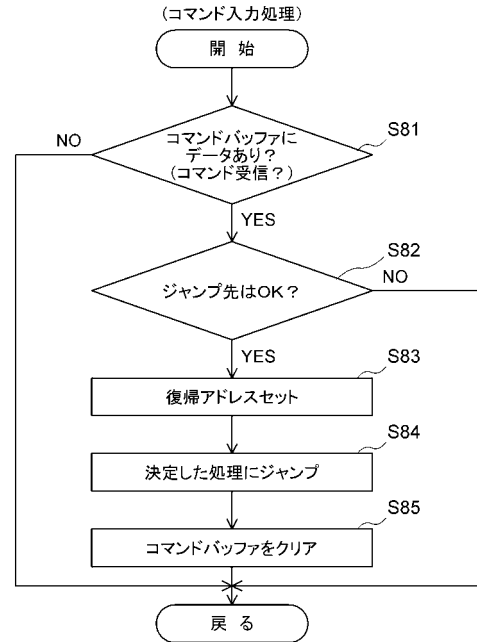 (コマンド入力処理)
開 始
コマンドバッファに
データあり?
(コマンド受信?)
S81
NO
YES
S82
ジャンプ先はOK?
NO
YES
S83
復帰アドレスセット
S84
決定した処理にジャンプ
S85
コマンドバッファをクリア
戻 る